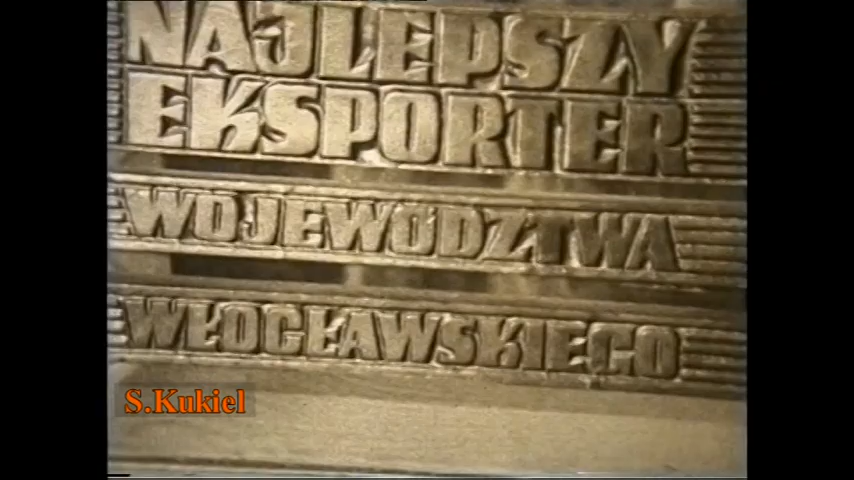 NAJLEPSZY
EKSPORTER
WOJEWÓDZTWA
WŁOCŁAWSKIEGO
S.Kukiel